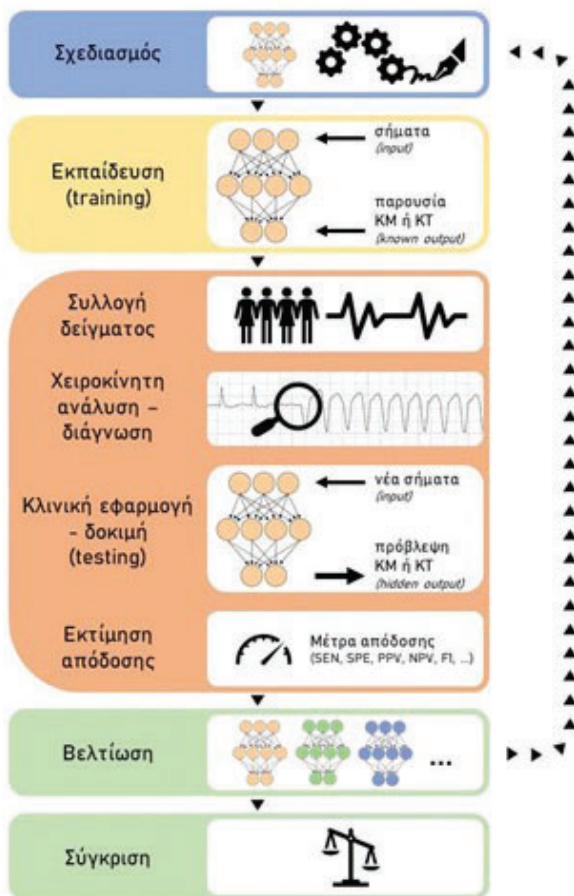 Σχεδιασμός
Εκπαίδευση
(training)
σήματα
(input)
παρουσία
ΚΜ ή ΚΤ
(known output)
Συλλογή
δείγματος
Χειροκίνητη
ανάλυση –
διάγνωση
Κλινική εφαρμογή
- δοκιμή
(testing)
νέα σήματα
(input)
πρόβλεψη
ΚΜ ή ΚΤ
(hidden output)
Εκτίμηση
απόδοσης
Μέτρα απόδοσης
(SEN, SPE, PPV, NPV, F1, ...)
Βελτίωση
...
Σύγκριση